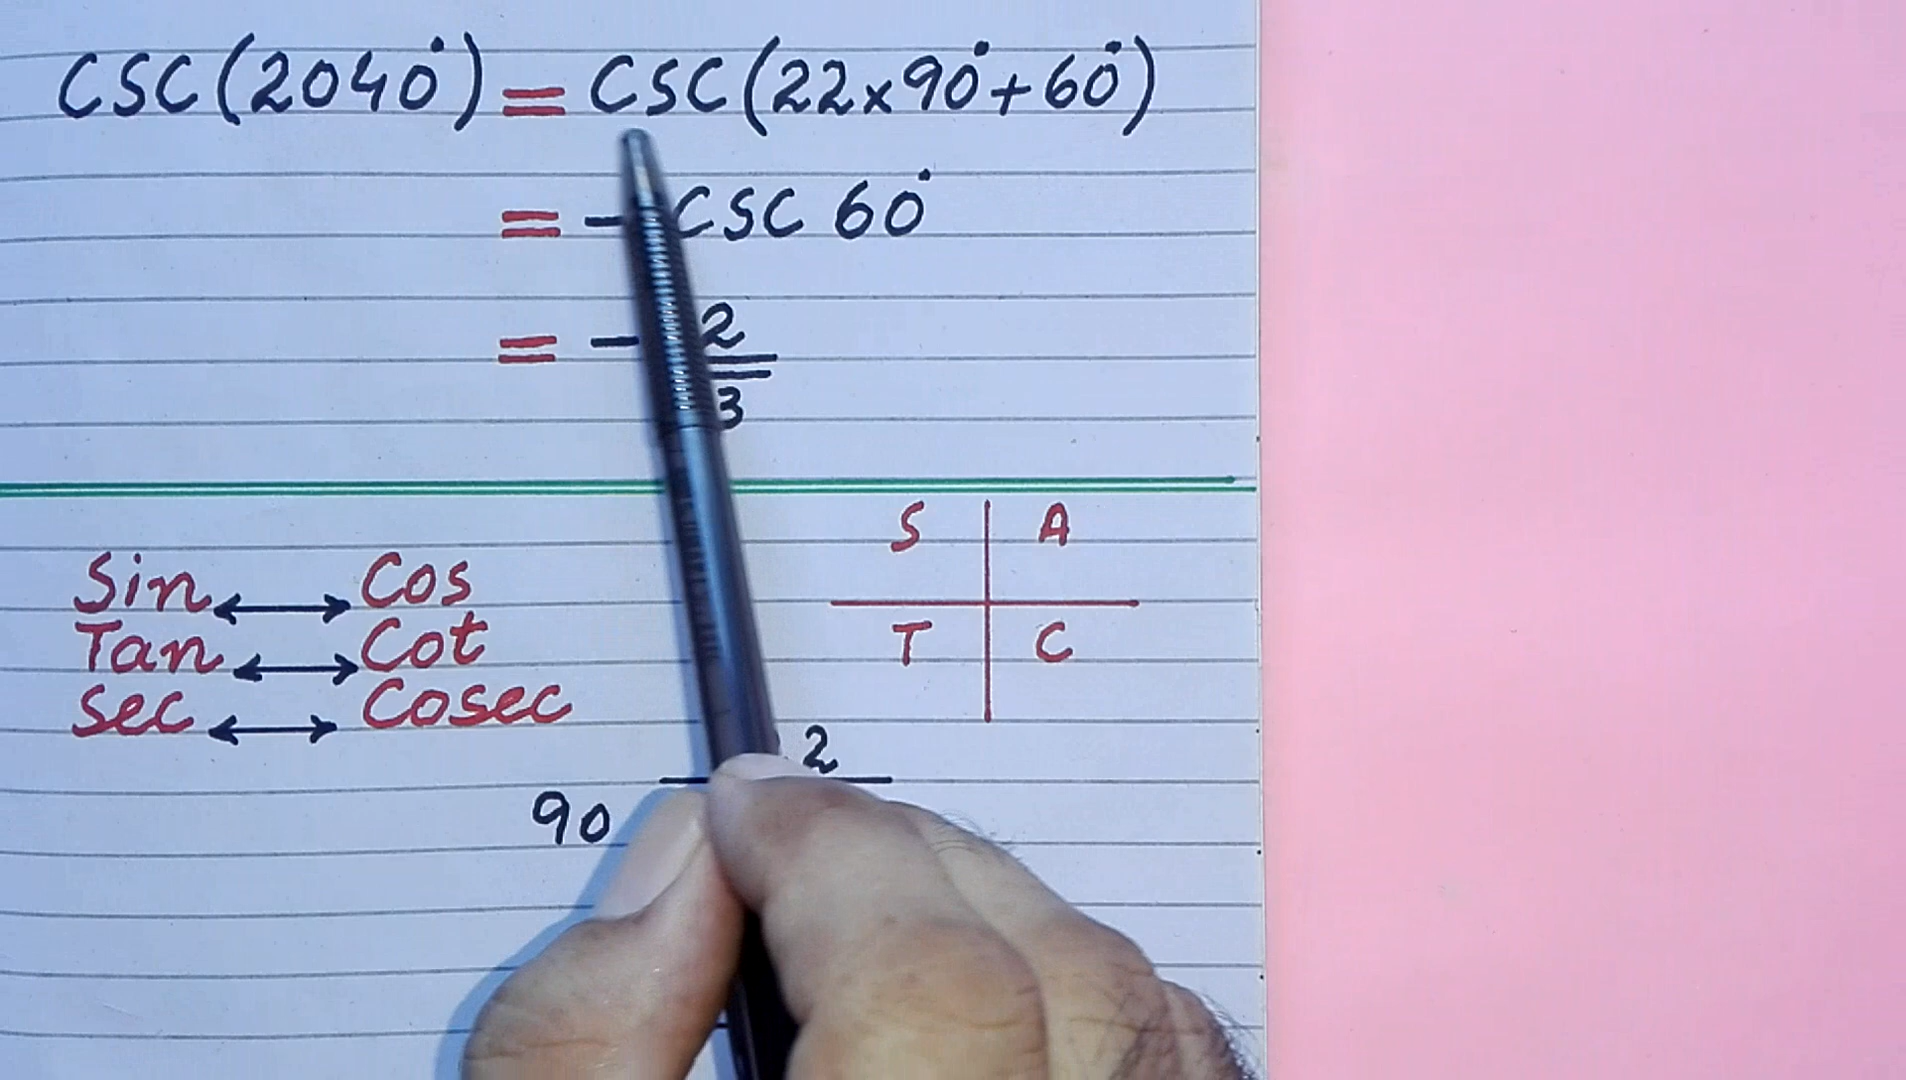 CSC(2040°) = CSC(22×90°+60°)
= - CSC 60°
= - 2
3
S A
Sin ↔ Cos
T C
Tan ↔ Cot
Sec ↔ Cosec
2
90